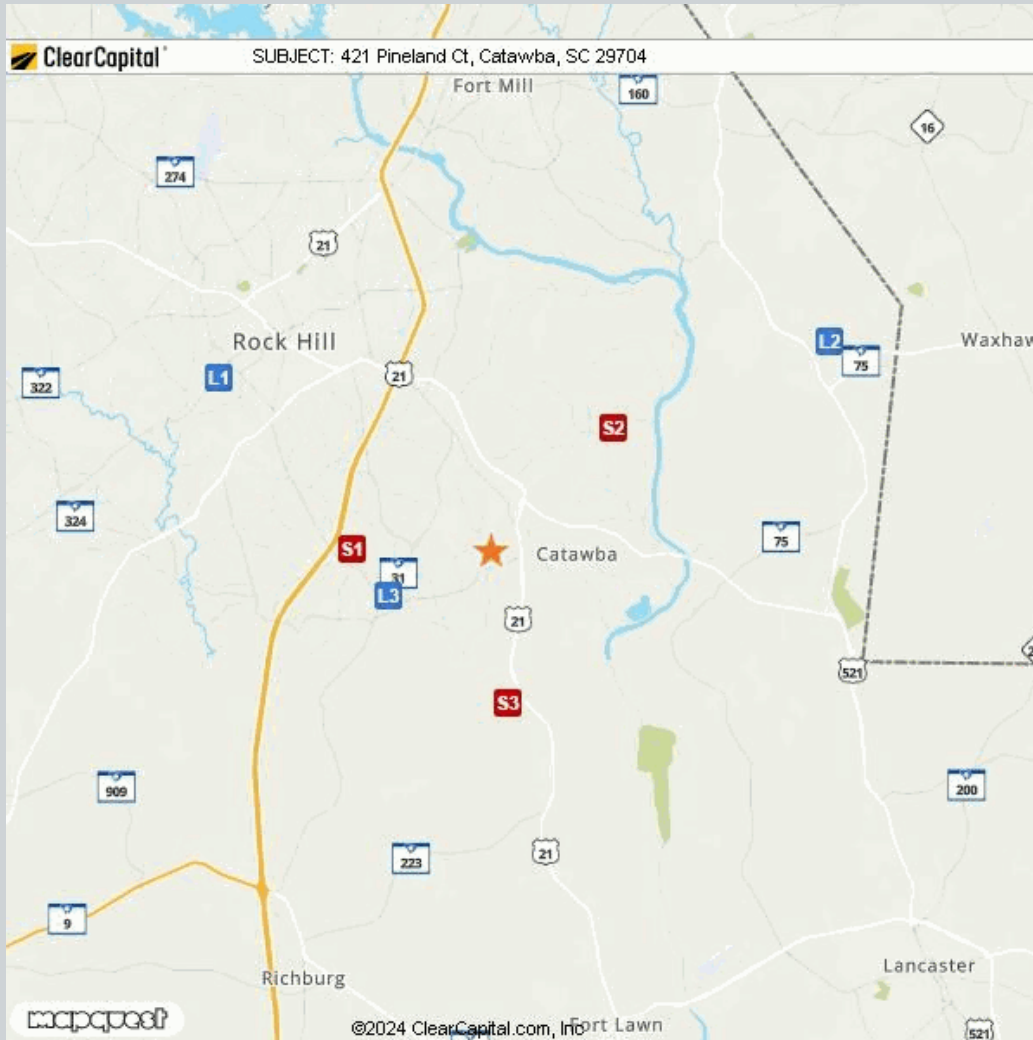 ClearCapital
SUBJECT: 421 Pineland Ct, Catawba, SC 29704
Fort Mill
160
16
274
21
Rock Hill
L2
75
Waxhaw
L1
322
21
S2
324
75
S1
Catawba
31
L3
21
521
S3
909
200
223
21
9
Lancaster
Richburg
mapquest
©2024 ClearCapital.com, Inc
Fort Lawn
521